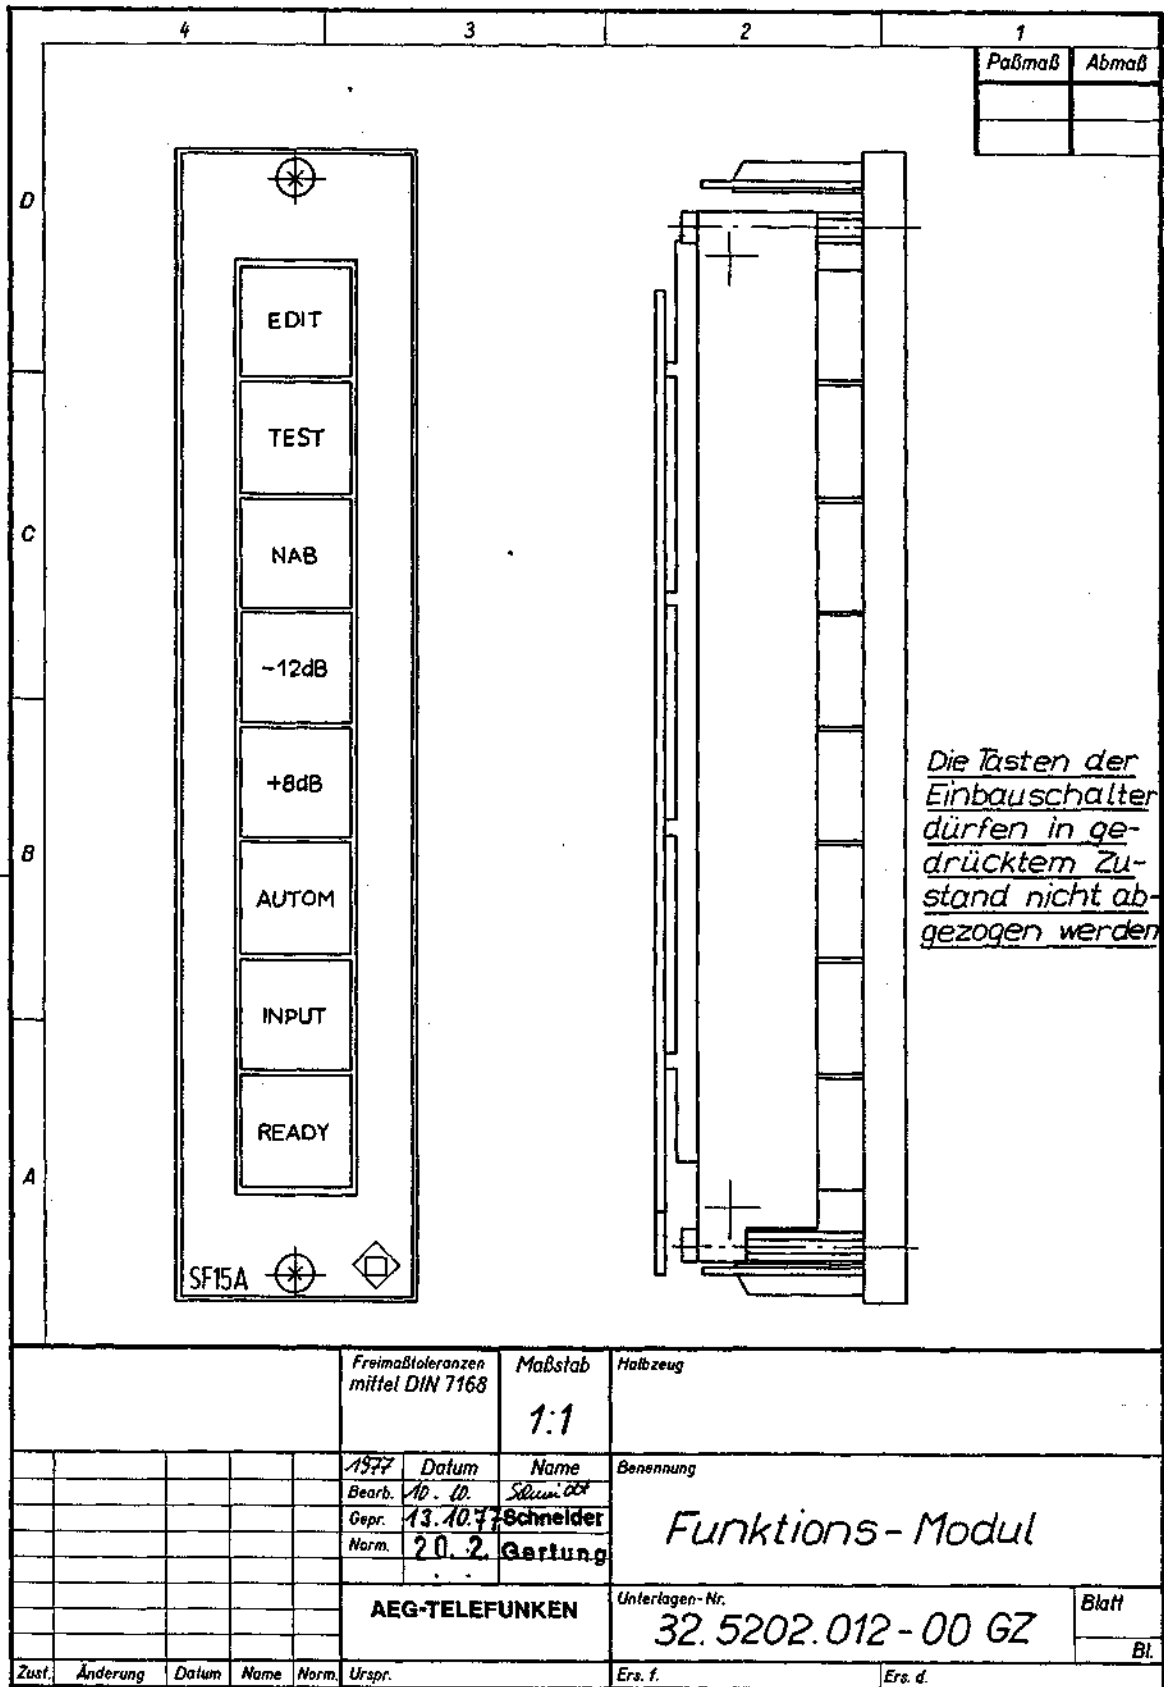 4 3 2 1
Paßmaß Abmaß
D
C
B
A
EDIT
TEST
NAB
-12dB
+8dB
AUTOM
INPUT
READY
SF15A
Die Tasten der
Einbauschalter
dürfen in ge-
drücktem Zu-
stand nicht ab-
gezogen werden
Freimaßtoleranzen
mittel DIN 7168
Maßstab
1:1
Halbzeug
1977 Datum Name
Bearb. 10. 10. Schmidt
Gepr. 13.10.77 Schneider
Norm. 20. 2. Gertung
Benennung
Funktions-Modul
AEG-TELEFUNKEN
Unterlagen-Nr.
32.5202.012-00 GZ
Blatt
Bl.
Zust. Änderung Datum Name Norm. Urspr. Ers. f. Ers. d.